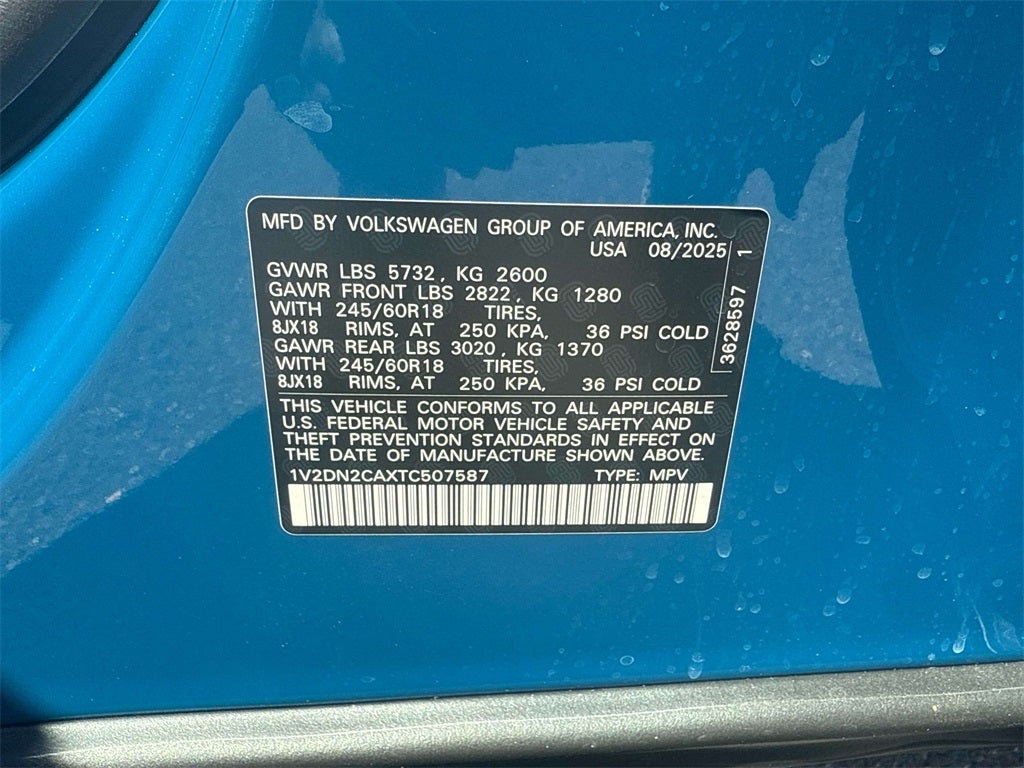 MFD BY VOLKSWAGEN GROUP OF AMERICA, INC.
USA 08/2025
GVWR LBS 5732, KG 2600
GAWR FRONT LBS 2822, KG 1280
WITH 245/60R18 TIRES,
8JX18 RIMS, AT 250 KPA, 36 PSI COLD
GAWR REAR LBS 3020, KG 1370
WITH 245/60R18 TIRES,
8JX18 RIMS, AT 250 KPA, 36 PSI COLD
3628597 1
THIS VEHICLE CONFORMS TO ALL APPLICABLE
U.S. FEDERAL MOTOR VEHICLE SAFETY AND
THEFT PREVENTION STANDARDS IN EFFECT ON
THE DATE OF MANUFACTURE SHOWN ABOVE.
1V2DN2CAXTC507587 TYPE: MPV